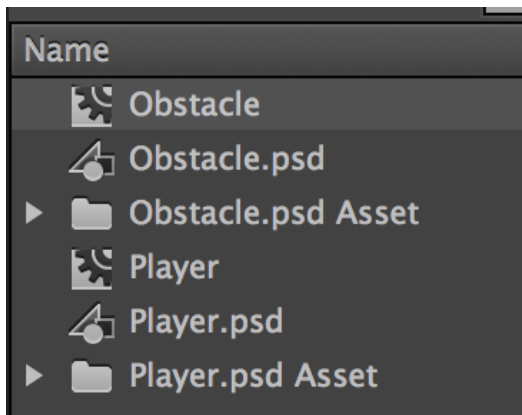 Name
Obstacle
Obstacle.psd
Obstacle.psd Asset
Player
Player.psd
Player.psd Asset